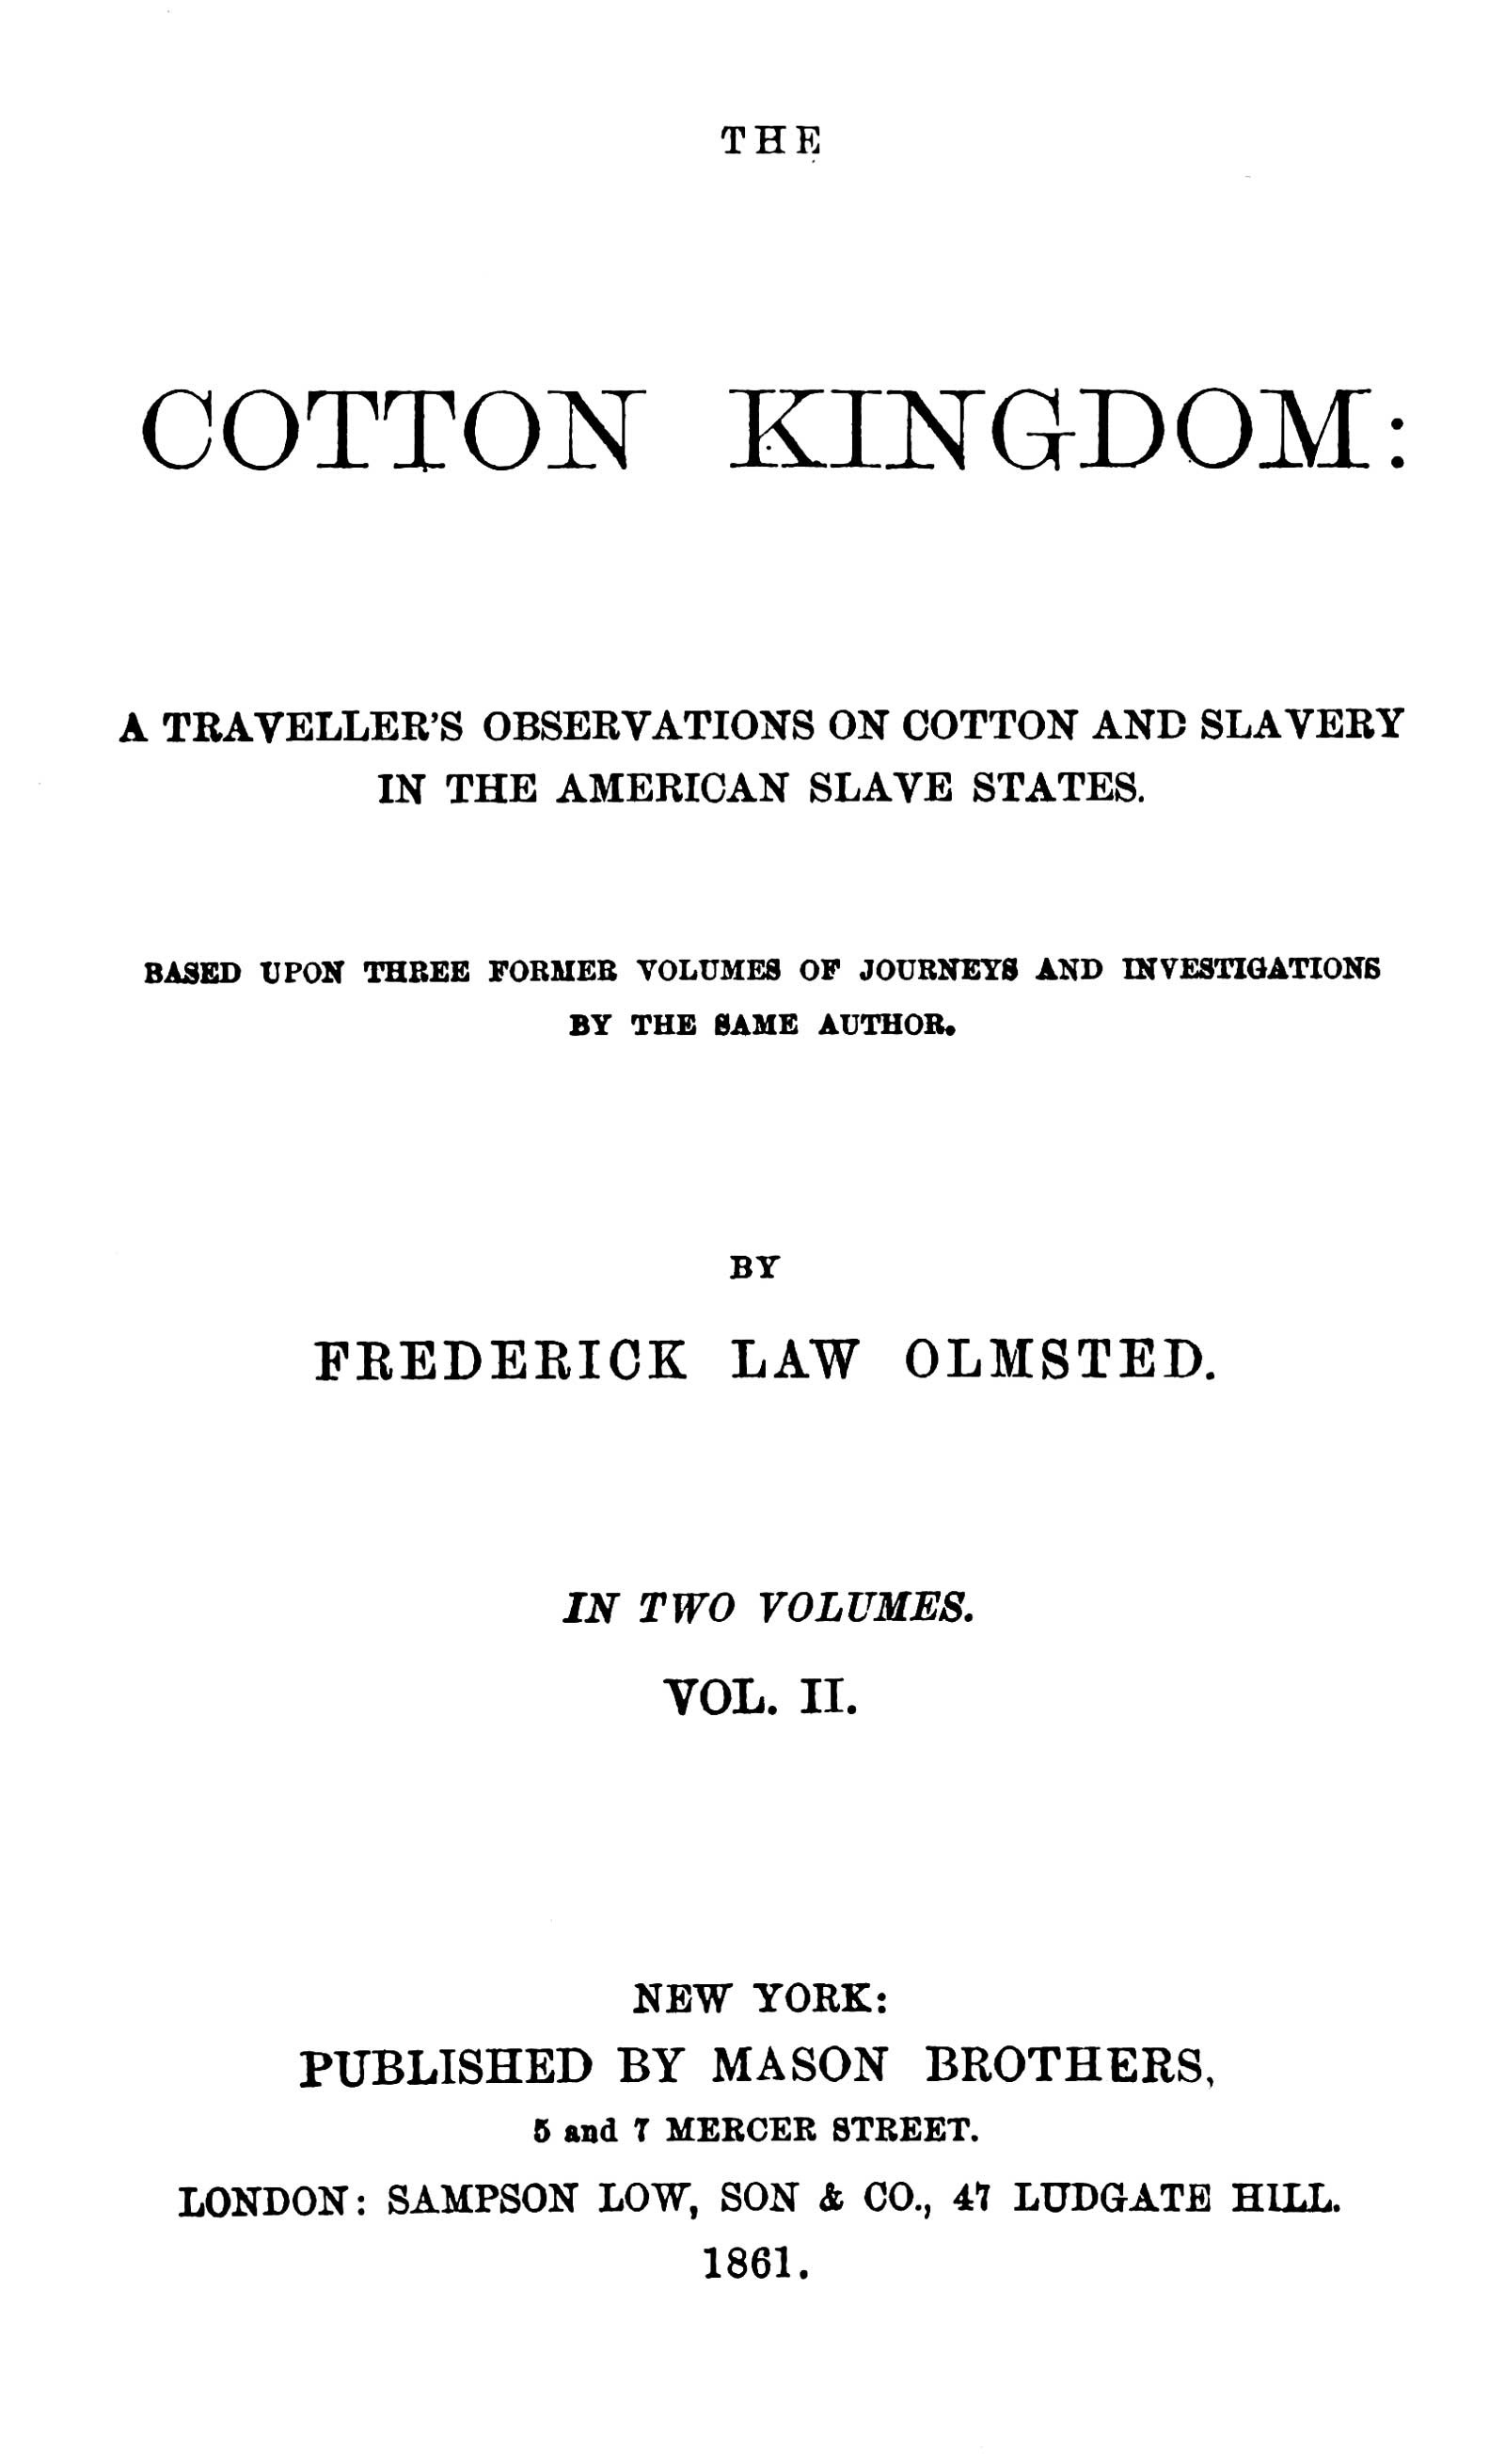 THE
COTTON KINGDOM:
A TRAVELLER'S OBSERVATIONS ON COTTON AND SLAVERY
IN THE AMERICAN SLAVE STATES.
BASED UPON THREE FORMER VOLUMES OF JOURNEYS AND INVESTIGATIONS
BY THE SAME AUTHOR.
BY
FREDERICK LAW OLMSTED.
IN TWO VOLUMES.
VOL. II.
NEW YORK:
PUBLISHED BY MASON BROTHERS,
5 and 7 MERCER STREET.
LONDON: SAMPSON LOW, SON & CO., 47 LUDGATE HILL.
1861.